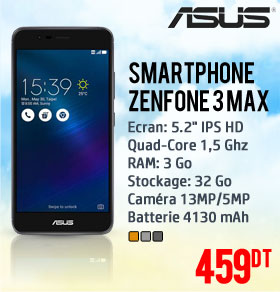 ASUS
SMARTPHONE
ZENFONE 3 MAX
Ecran: 5.2" IPS HD
Quad-Core 1,5 Ghz
RAM: 3 Go
Stockage: 32 Go
Caméra 13MP/5MP
Batterie 4130 mAh
459DT
15:39
ASUS